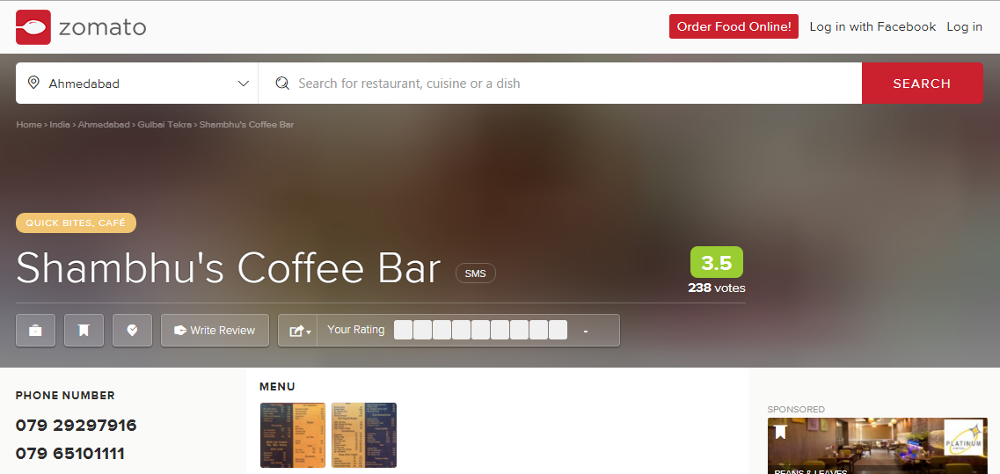 zomato
Order Food Online! Log in with Facebook Log in
Ahmedabad Search for restaurant, cuisine or a dish SEARCH
Home › India › Ahmedabad › Gulbai Tekra › Shambhu's Coffee Bar
QUICK BITES, CAFÉ
Shambhu's Coffee Bar SMS
3.5
238 votes
Write Review Your Rating -
PHONE NUMBER
079 29297916
079 65101111
MENU
SPONSORED
PLATINUM
BEANS & LEAVES